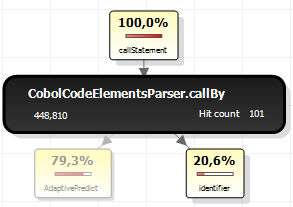 100,0%
callStatement
CobolCodeElementsParser.callBy
448,810 Hit count 101
79,3% 20,6%
AdaptivePredict identifier